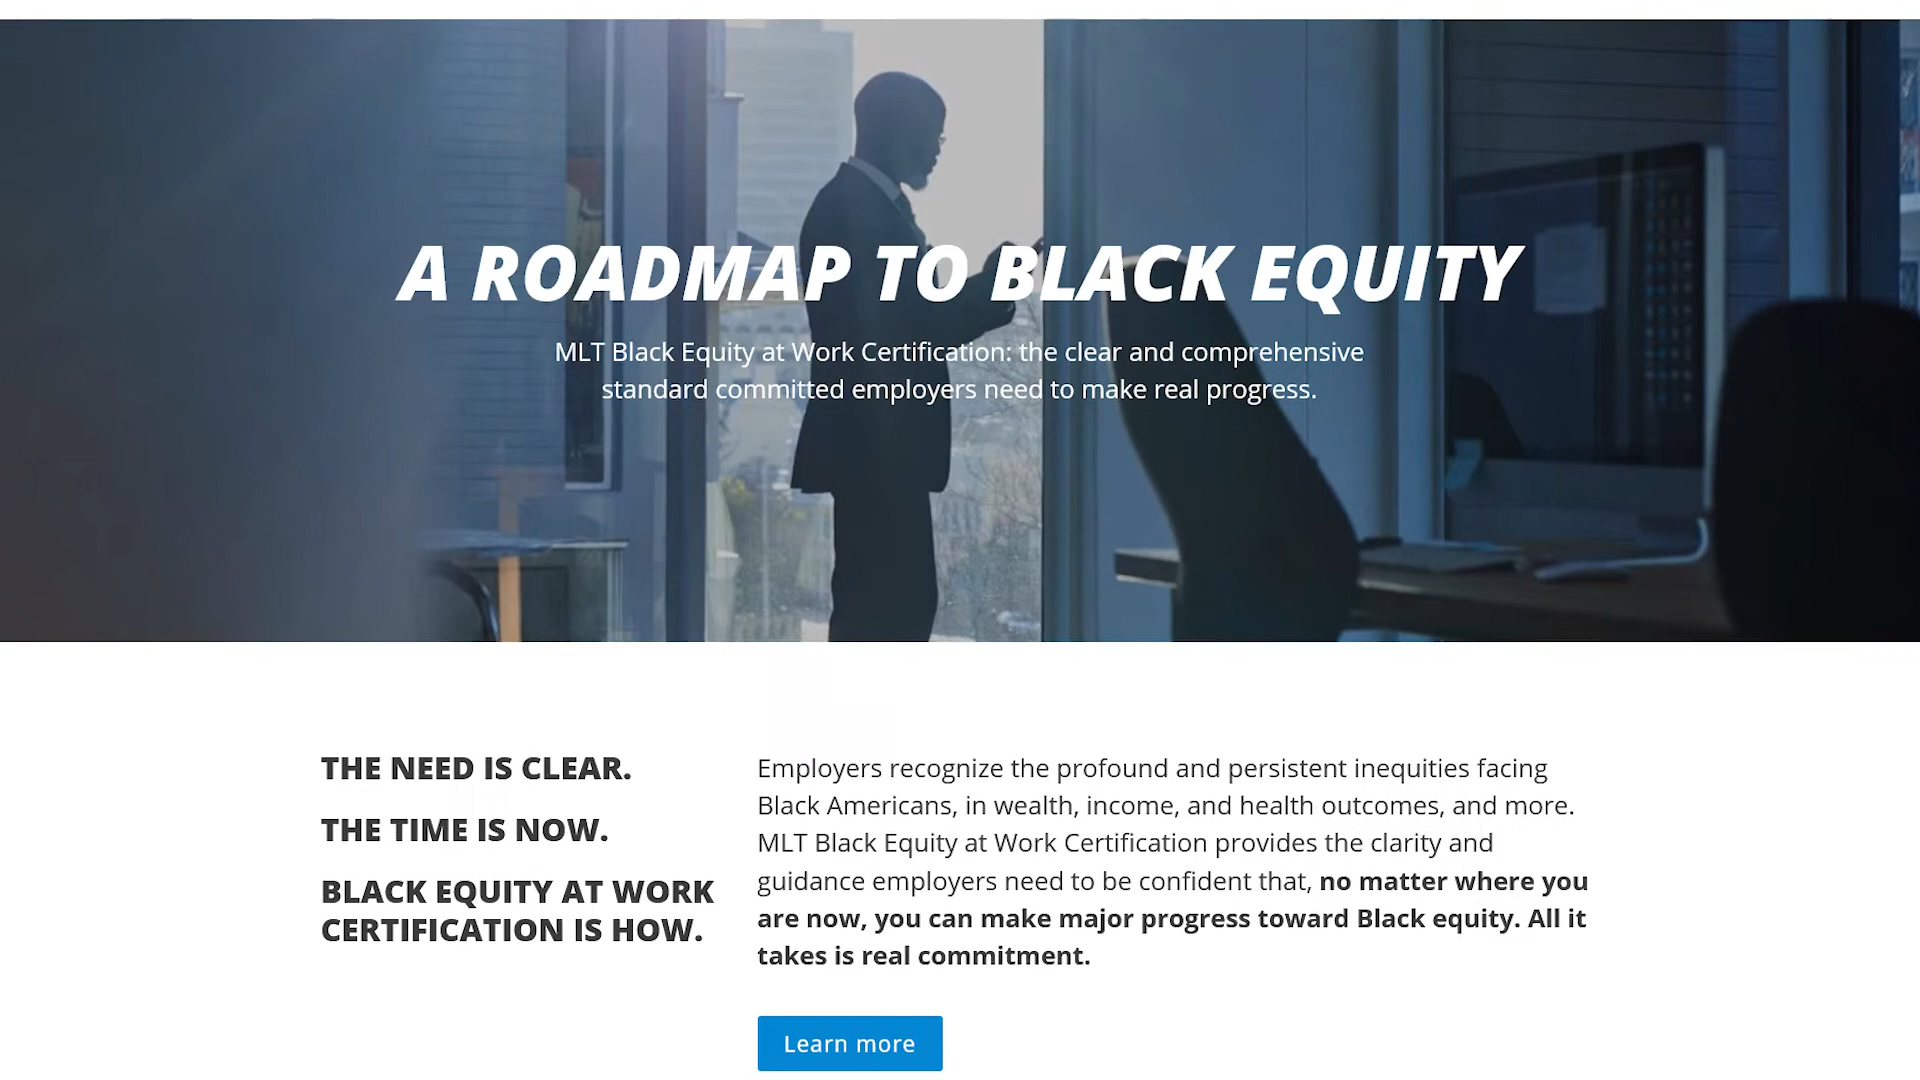 A ROADMAP TO BLACK EQUITY
MLT Black Equity at Work Certification: the clear and comprehensive
standard committed employers need to make real progress.
THE NEED IS CLEAR.
THE TIME IS NOW.
BLACK EQUITY AT WORK
CERTIFICATION IS HOW.
Employers recognize the profound and persistent inequities facing
Black Americans, in wealth, income, and health outcomes, and more.
MLT Black Equity at Work Certification provides the clarity and
guidance employers need to be confident that, no matter where you
are now, you can make major progress toward Black equity. All it
takes is real commitment.
Learn more